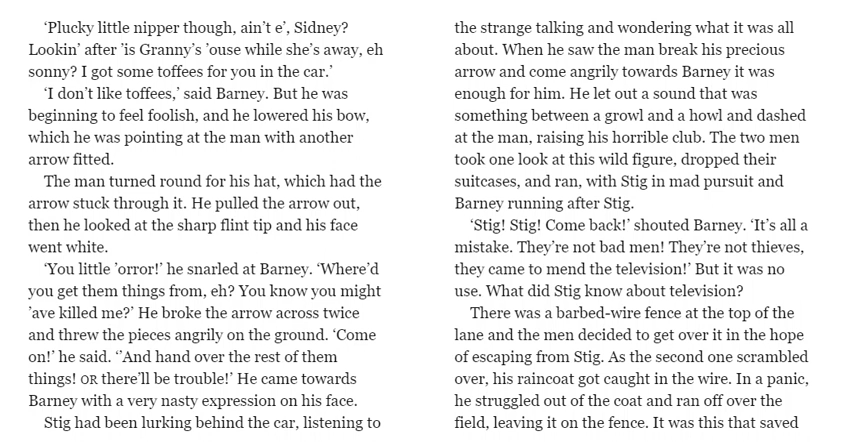 ‘Plucky little nipper though, ain’t e’, Sidney?
Lookin’ after ’is Granny’s ’ouse while she’s away, eh
sonny? I got some toffees for you in the car.’
‘I don’t like toffees,’ said Barney. But he was
beginning to feel foolish, and he lowered his bow,
which he was pointing at the man with another
arrow fitted.
The man turned round for his hat, which had the
arrow stuck through it. He pulled the arrow out,
then he looked at the sharp flint tip and his face
went white.
‘You little ’orror!’ he snarled at Barney. ‘Where’d
you get them things from, eh? You know you might
’ave killed me?’ He broke the arrow across twice
and threw the pieces angrily on the ground. ‘Come
on!’ he said. ‘’And hand over the rest of them
things! OR there’ll be trouble!’ He came towards
Barney with a very nasty expression on his face.
Stig had been lurking behind the car, listening to
the strange talking and wondering what it was all
about. When he saw the man break his precious
arrow and come angrily towards Barney it was
enough for him. He let out a sound that was
something between a growl and a howl and dashed
at the man, raising his horrible club. The two men
took one look at this wild figure, dropped their
suitcases, and ran, with Stig in mad pursuit and
Barney running after Stig.
‘Stig! Stig! Come back!’ shouted Barney. ‘It’s all a
mistake. They’re not bad men! They’re not thieves,
they came to mend the television!’ But it was no
use. What did Stig know about television?
There was a barbed-wire fence at the top of the
lane and the men decided to get over it in the hope
of escaping from Stig. As the second one scrambled
over, his raincoat got caught in the wire. In a panic,
he struggled out of the coat and ran off over the
field, leaving it on the fence. It was this that saved